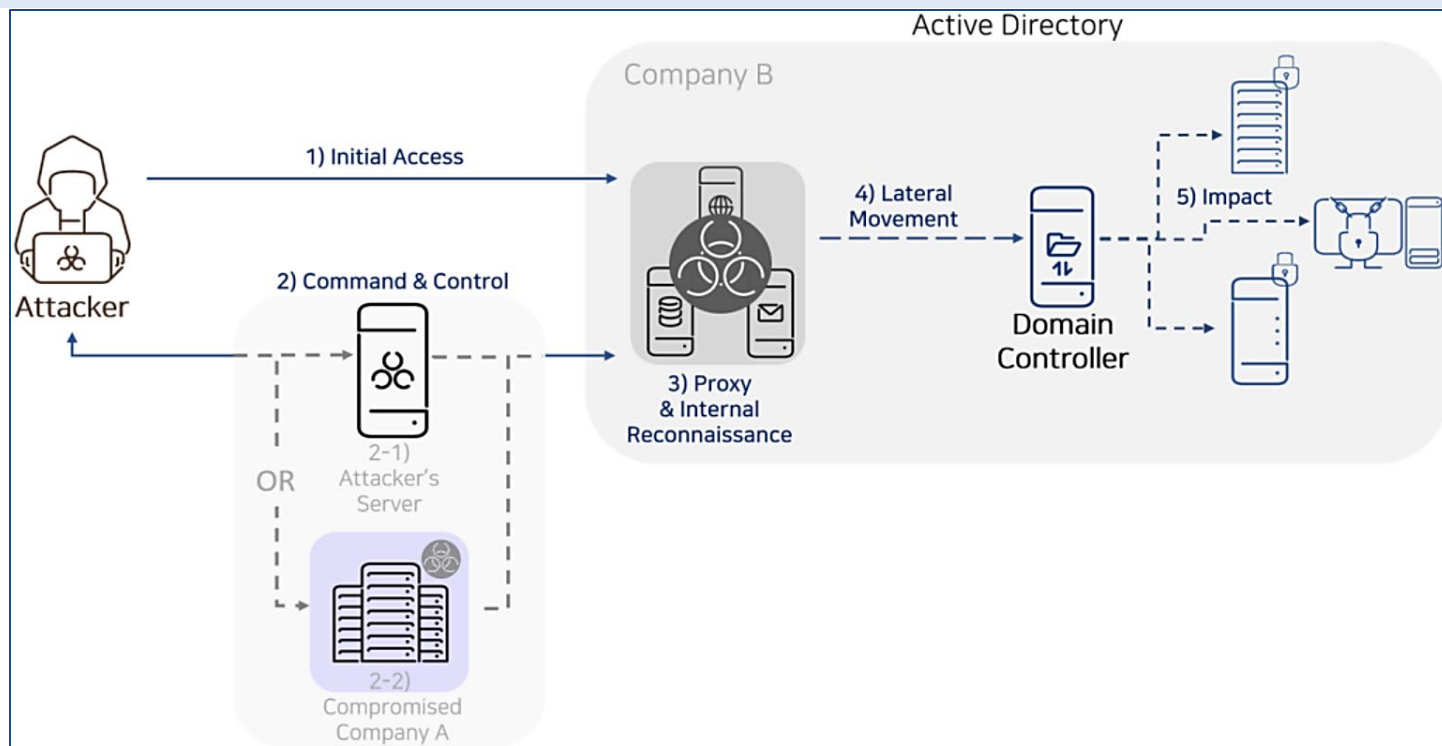 Active Directory
Company B
1) Initial Access
4) Lateral
Movement
5) Impact
Attacker
2) Command & Control
Domain
Controller
3) Proxy
& Internal
Reconnaissance
2-1)
Attacker's
Server
OR
2-2)
Compromised
Company A